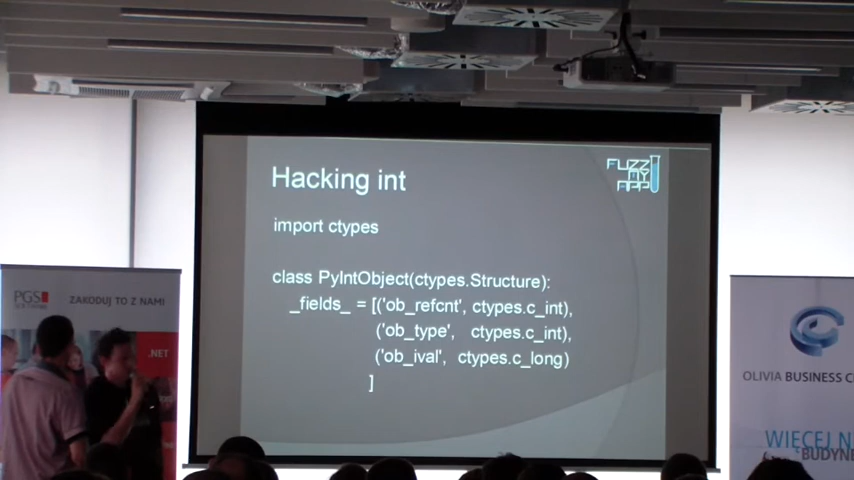 Hacking int
FUZZ
MY
APP
import ctypes
class PyIntObject(ctypes.Structure):
_fields_ = [('ob_refcnt', ctypes.c_int),
('ob_type', ctypes.c_int),
('ob_ival', ctypes.c_long)
]
PGS
ZAKODUJ TO Z NAMI
.NET
OLIVIA BUSINESS C
WIĘCEJ N
BUDYNE